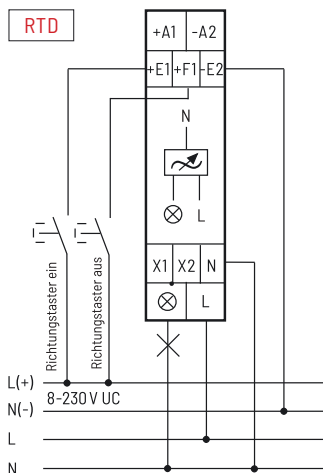 RTD
+A1 -A2
+E1 +F1 -E2
N
L
X1 X2 N
L
Richtungstaster ein
Richtungstaster aus
L(+)
8-230 V UC
N(-)
L
N